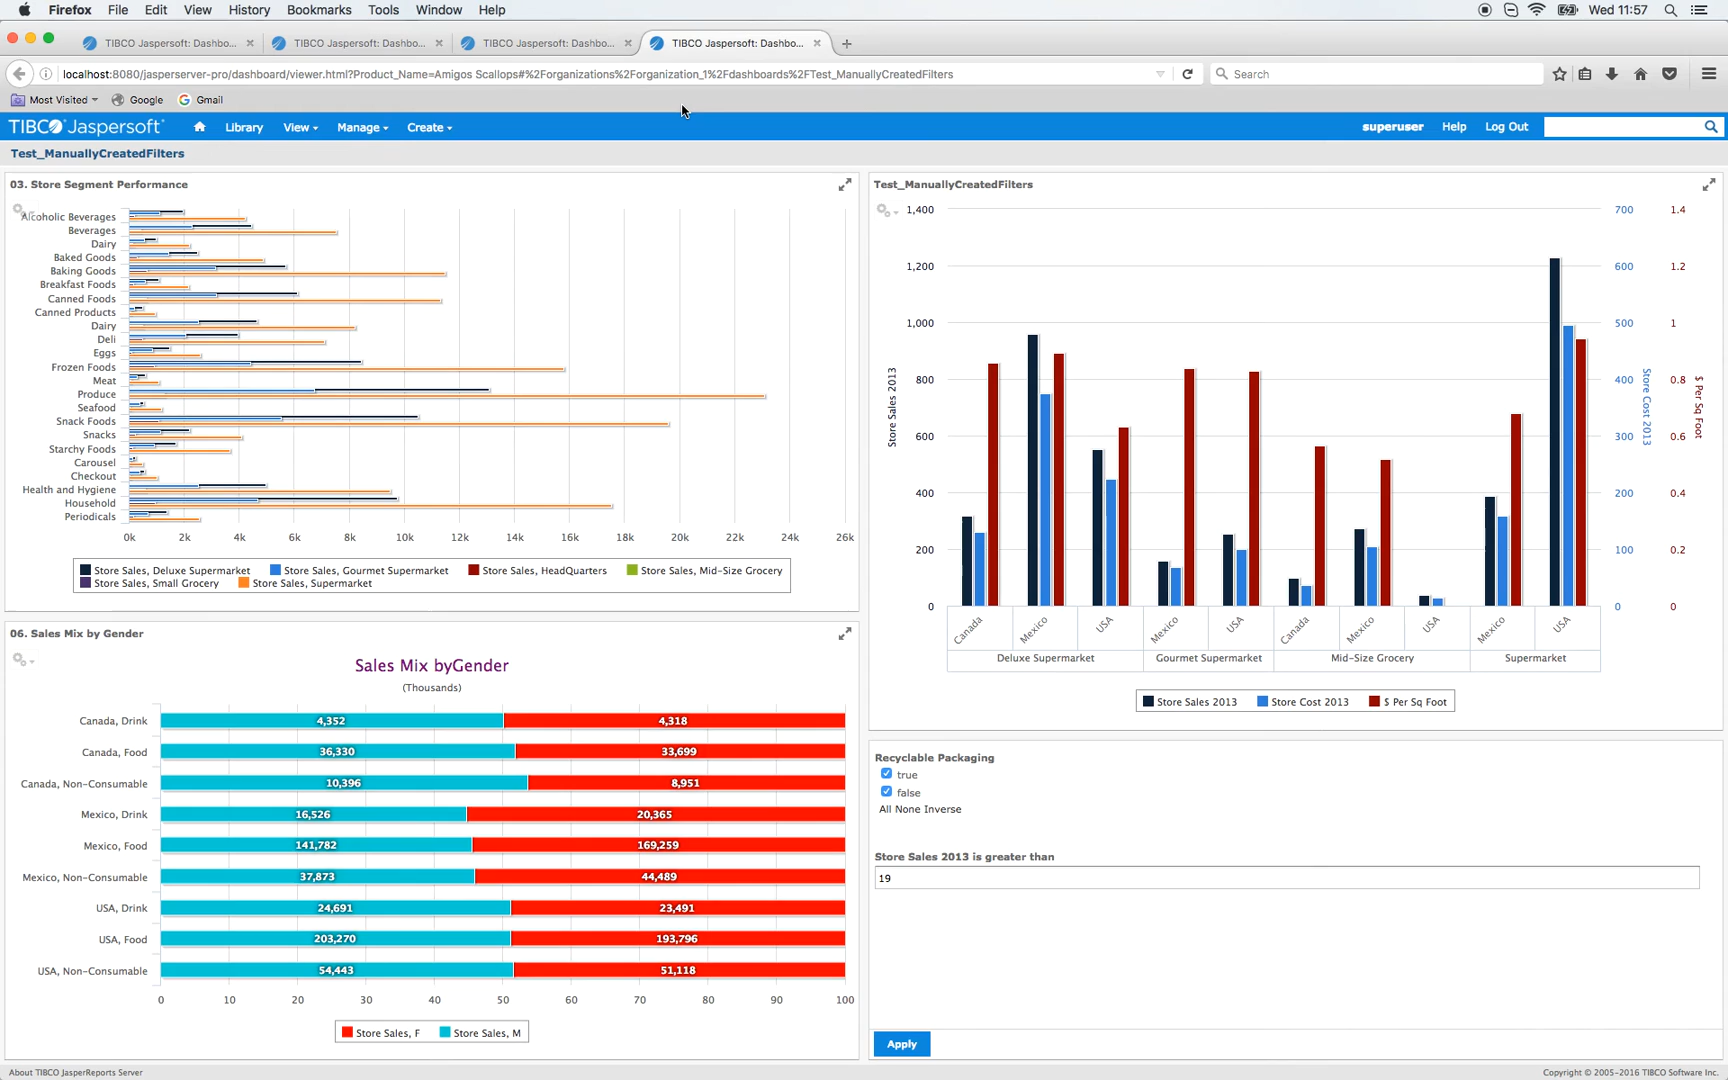 Firefox File Edit View History Bookmarks Tools Window Help Wed 11:57
TIBCO Jaspersoft: Dashbo... × TIBCO Jaspersoft: Dashbo... × TIBCO Jaspersoft: Dashbo... × TIBCO Jaspersoft: Dashbo... × +
localhost:8080/jasperserver-pro/dashboard/viewer.html?Product_Name=Amigos Scallops#%2Forganizations%2Forganization_1%2Fdashboards%2FTest_ManuallyCreatedFilters Search
Most Visited Google Gmail
TIBCO Jaspersoft Library View Manage Create superuser Help Log Out
Test_ManuallyCreatedFilters
03. Store Segment Performance
Alcoholic Beverages
Beverages
Dairy
Baked Goods
Baking Goods
Breakfast Foods
Canned Foods
Canned Products
Dairy
Deli
Eggs
Frozen Foods
Meat
Produce
Seafood
Snack Foods
Snacks
Starchy Foods
Carousel
Checkout
Health and Hygiene
Household
Periodicals
0k 2k 4k 6k 8k 10k 12k 14k 16k 18k 20k 22k 24k 26k
Store Sales, Deluxe Supermarket Store Sales, Gourmet Supermarket Store Sales, HeadQuarters Store Sales, Mid-Size Grocery
Store Sales, Small Grocery Store Sales, Supermarket
06. Sales Mix by Gender
Sales Mix byGender
(Thousands)
Canada, Drink 4,352 4,318
Canada, Food 36,330 33,699
Canada, Non-Consumable 10,396 8,951
Mexico, Drink 16,526 20,365
Mexico, Food 141,782 169,259
Mexico, Non-Consumable 37,873 44,489
USA, Drink 24,691 23,491
USA, Food 203,270 193,796
USA, Non-Consumable 54,443 51,118
0 10 20 30 40 50 60 70 80 90 100
Store Sales, F Store Sales, M
Test_ManuallyCreatedFilters
1,400 700 1.4
1,200 600 1.2
1,000 500 1
800 400 0.8
600 300 0.6
400 200 0.4
200 100 0.2
0 0 0
Store Sales 2013
Store Cost 2013
$ Per Sq Foot
Canada Mexico USA Mexico USA Canada Mexico USA Mexico USA
Deluxe Supermarket Gourmet Supermarket Mid-Size Grocery Supermarket
Store Sales 2013 Store Cost 2013 $ Per Sq Foot
Recyclable Packaging
true
false
All None Inverse
Store Sales 2013 is greater than
19
Apply
About TIBCO JasperReports Server Copyright © 2005-2016 TIBCO Software Inc.